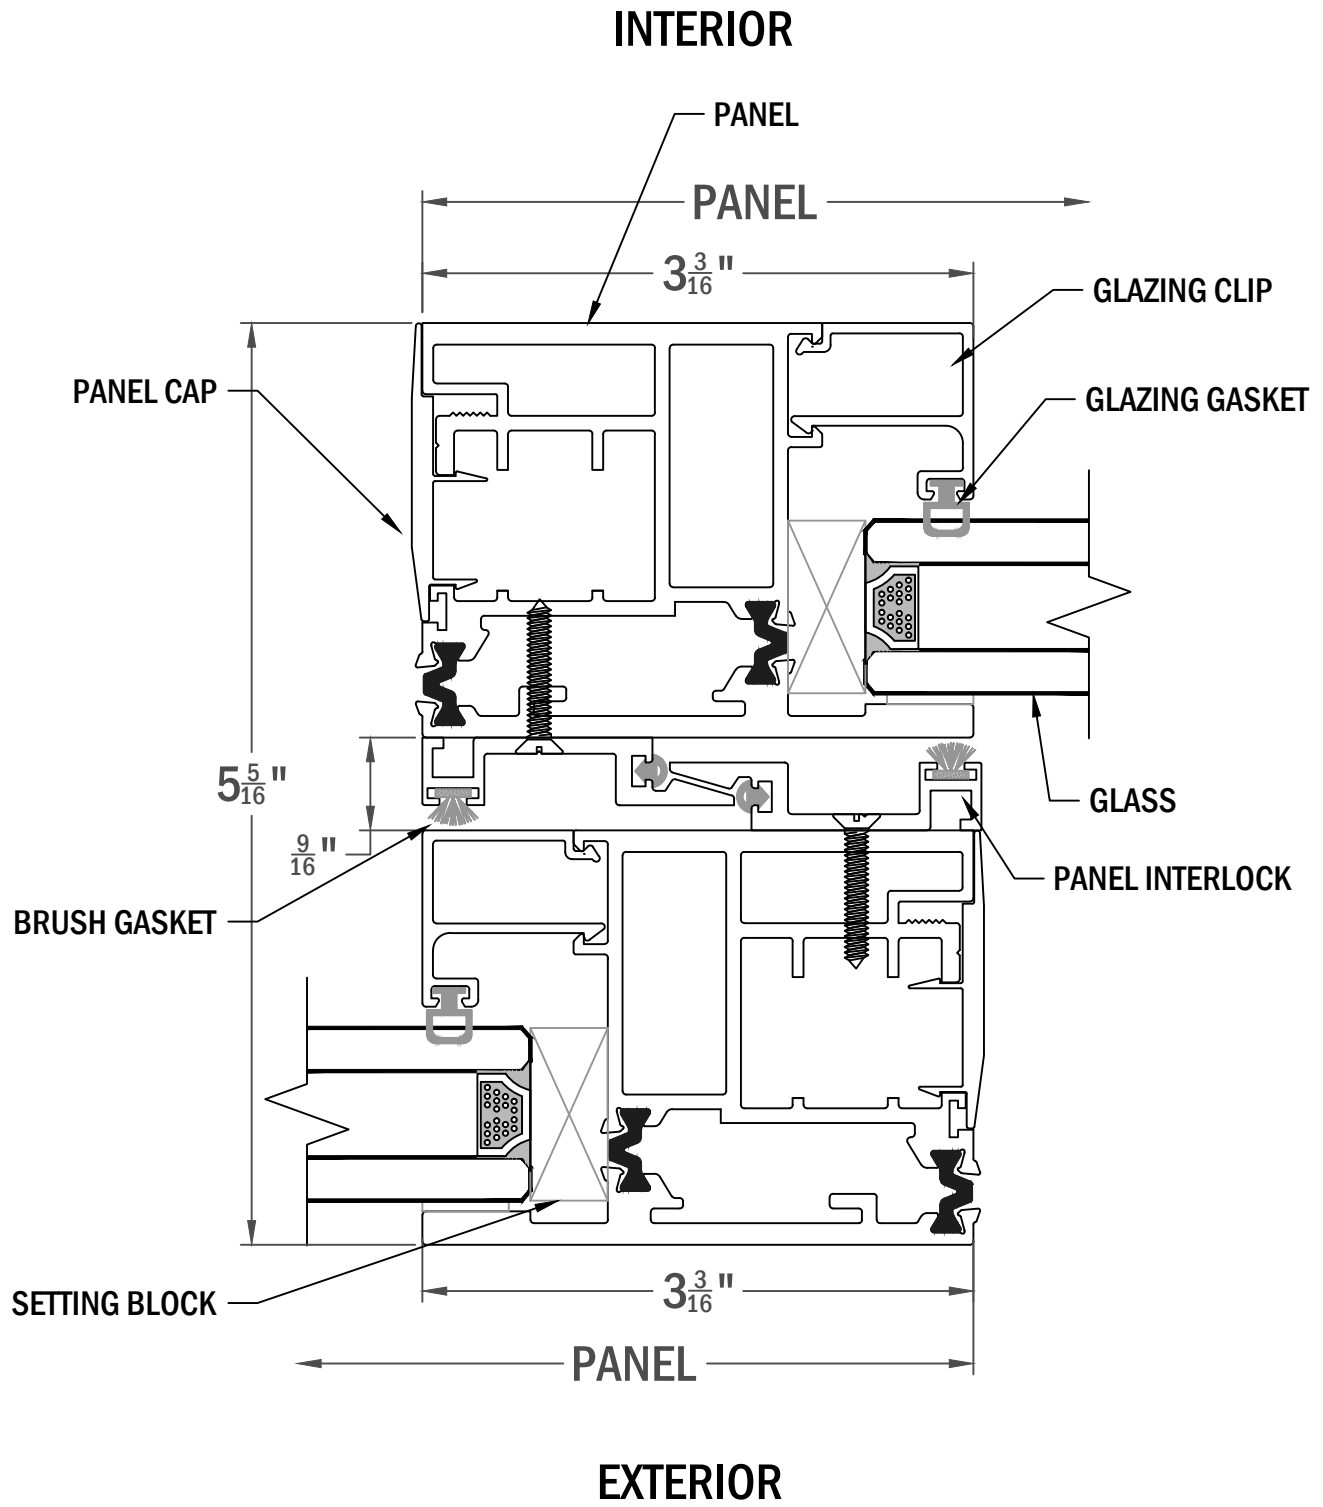 INTERIOR
PANEL
PANEL
3 3/16"
GLAZING CLIP
PANEL CAP
GLAZING GASKET
5 5/16"
GLASS
9/16"
PANEL INTERLOCK
BRUSH GASKET
3 3/16"
SETTING BLOCK
PANEL
EXTERIOR